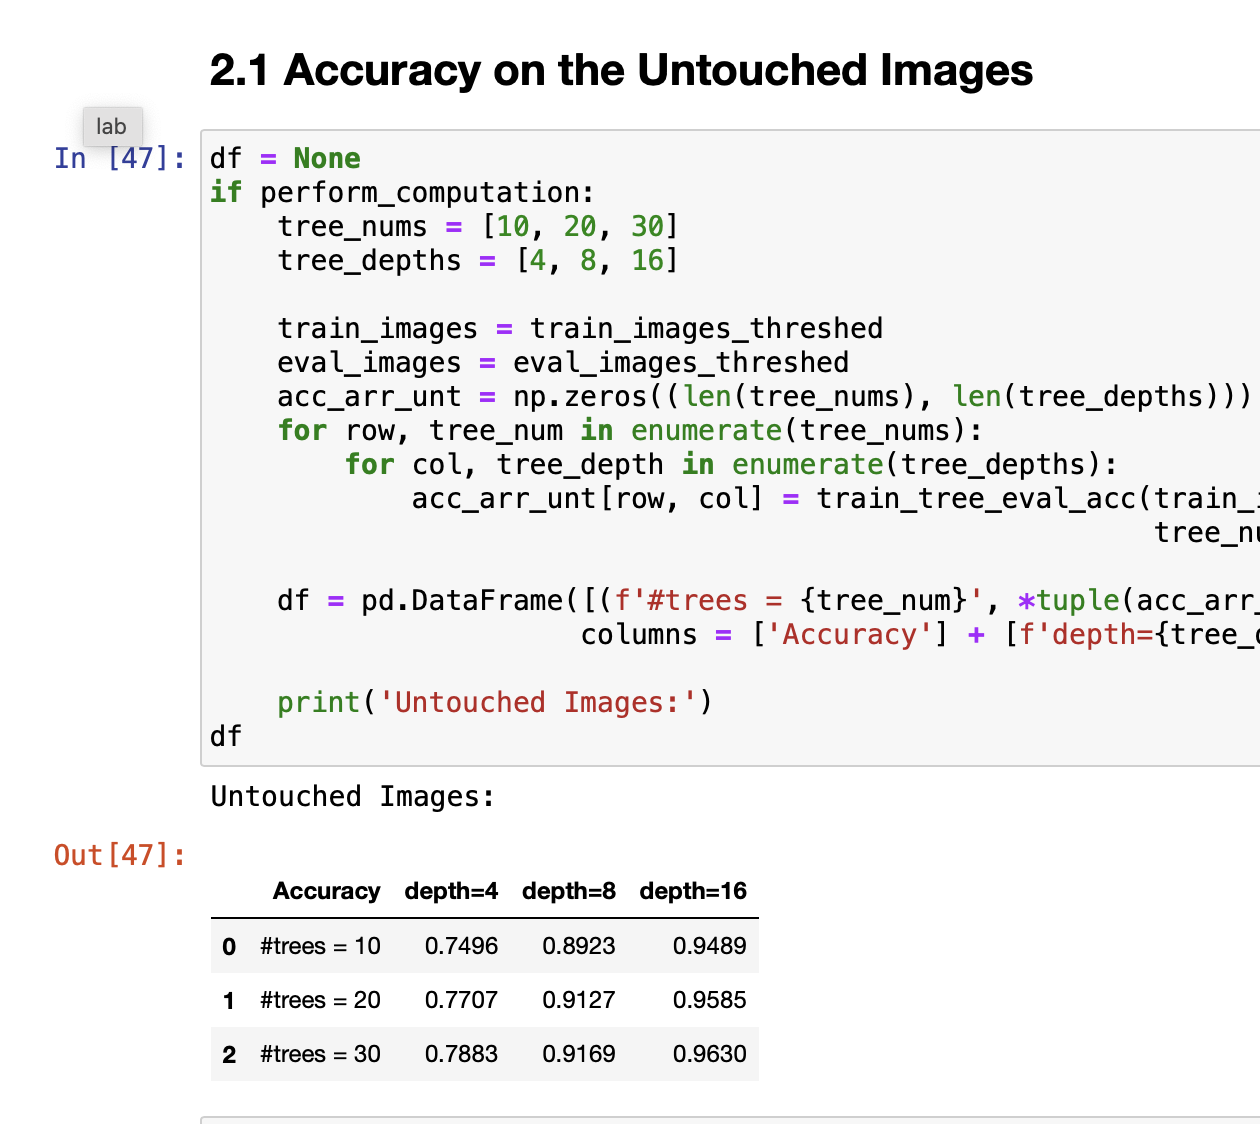 2.1 Accuracy on the Untouched Images
lab
In [47]:
df = None
if perform_computation:
    tree_nums = [10, 20, 30]
    tree_depths = [4, 8, 16]
    train_images = train_images_threshed
    eval_images = eval_images_threshed
    acc_arr_unt = np.zeros((len(tree_nums), len(tree_depths)))
    for row, tree_num in enumerate(tree_nums):
        for col, tree_depth in enumerate(tree_depths):
            acc_arr_unt[row, col] = train_tree_eval_acc(train_
tree_
    df = pd.DataFrame([(f'#trees = {tree_num}', *tuple(acc_arr_
columns = ['Accuracy'] + [f'depth={tree_
    print('Untouched Images:')
df
Untouched Images:
Out[47]:
Accuracy depth=4 depth=8 depth=16
0 #trees = 10 0.7496 0.8923 0.9489
1 #trees = 20 0.7707 0.9127 0.9585
2 #trees = 30 0.7883 0.9169 0.9630